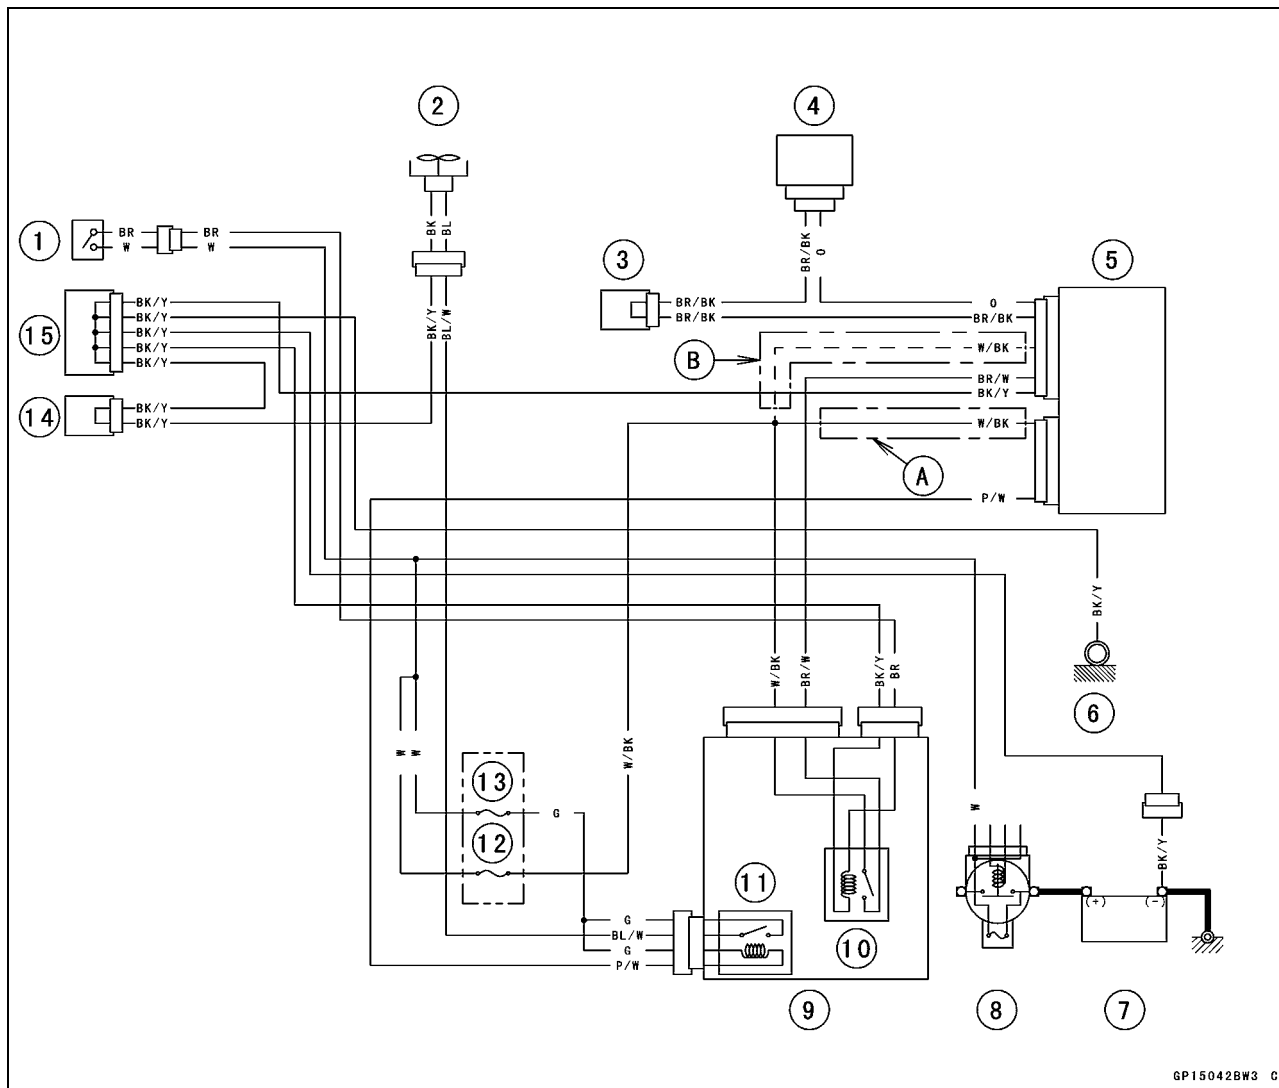 2
4
BK
BL
BR/BK
O
1
BR
BR
W
W
3
5
BK/Y
BR/BK
O
BK/Y
BR/BK
BR/BK
15
BK/Y
BK/Y
BL/W
BK/Y
B
W/BK
BK/Y
BR/W
BK/Y
14
BK/Y
BK/Y
A
W/BK
P/W
BK/Y
W/BK
BR/W
BK/Y
BR
6
W
W
W/BK
13
G
W
12
BK/Y
11
(+)
(-)
G
BL/W
G
P/W
10
9
8
7
GP15042BW3 C